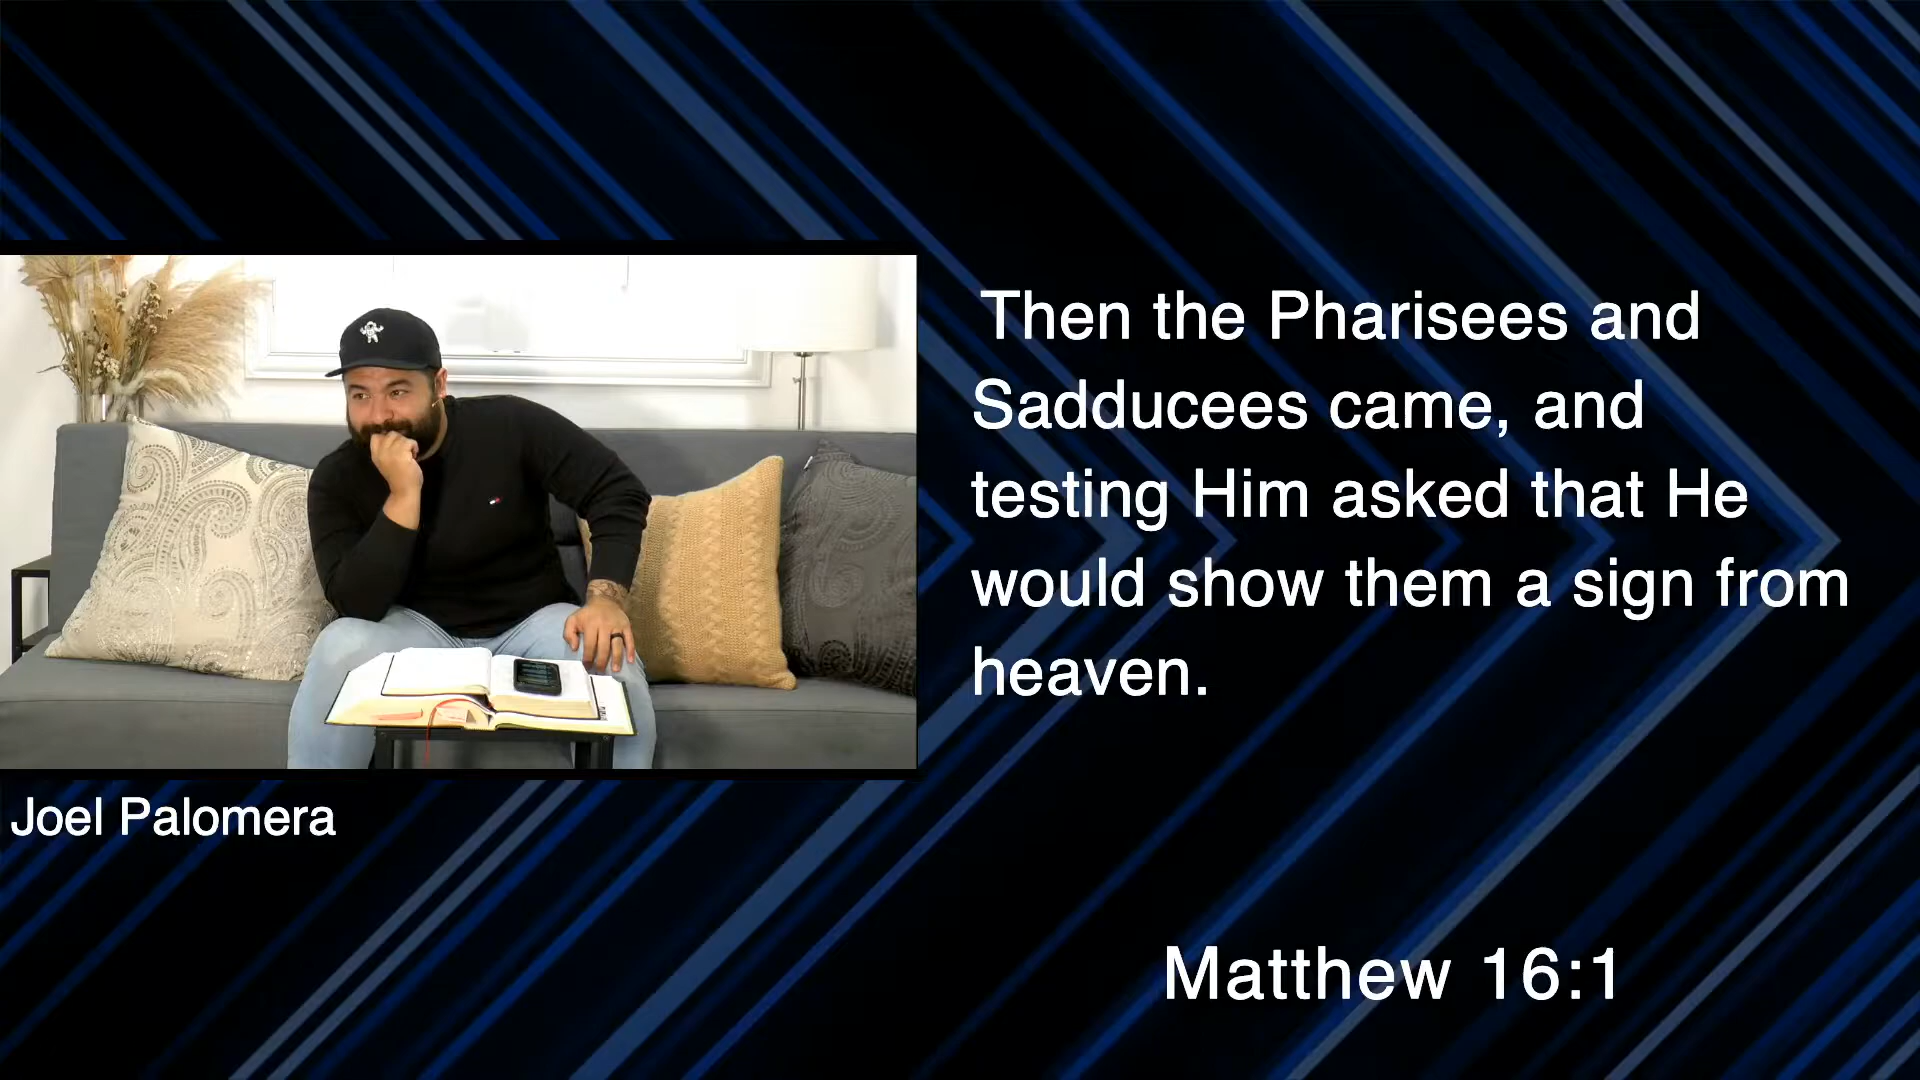 Then the Pharisees and
Sadducees came, and
testing Him asked that He
would show them a sign from
heaven.
Joel Palomera
Matthew 16:1